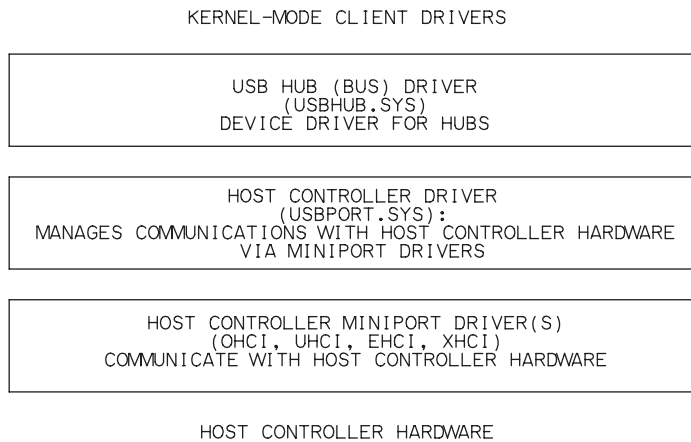 KERNEL-MODE CLIENT DRIVERS
USB HUB (BUS) DRIVER
(USBHUB.SYS)
DEVICE DRIVER FOR HUBS
HOST CONTROLLER DRIVER
(USBPORT.SYS):
MANAGES COMMUNICATIONS WITH HOST CONTROLLER HARDWARE
VIA MINIPORT DRIVERS
HOST CONTROLLER MINIPORT DRIVER(S)
(OHCI, UHCI, EHCI, XHCI)
COMMUNICATE WITH HOST CONTROLLER HARDWARE
HOST CONTROLLER HARDWARE